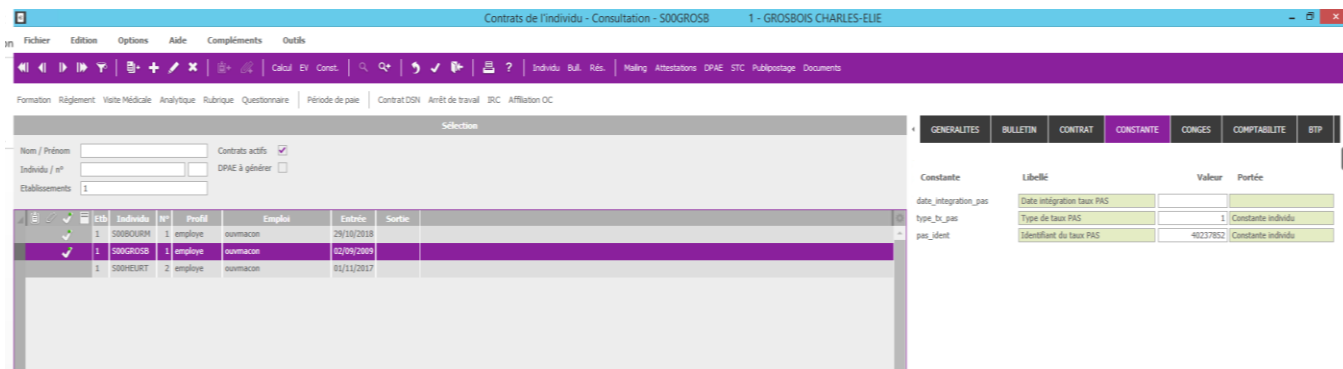 Contrats de l'individu - Consultation - S00GROSB 1 - GROSBOIS CHARLES-ELIE
on Fichier Edition Options Aide Compléments Outils
Calcul EV Const. ? Individu Bul. Rés. Mailing Attestations DPAE STC Publipostage Documents
Formation Règlement Visite Médicale Analytique Rubrique Questionnaire Période de paie Contrat DSN Arrêt de travail IRC Affiliation OC
Sélection
GENERALITES BULLETIN CONTRAT CONSTANTE CONGES COMPTABILITE BTP
Nom / Prénom Contrats actifs
Individu / n° DPAE à générer
Etablissements 1
Constante Libellé Valeur Portée
date_integration_pas Date intégration taux PAS
type_tx_pas Type de taux PAS 1 Constante individu
pas_ident Identifiant du taux PAS 40237852 Constante individu
Etb Individu N° Profil Emploi Entrée Sortie
1 S00BOURM 1 employe ouvmacon 29/10/2018
1 S00GROSB 1 employe ouvmacon 02/09/2009
1 S00HEURT 2 employe ouvmacon 01/11/2017